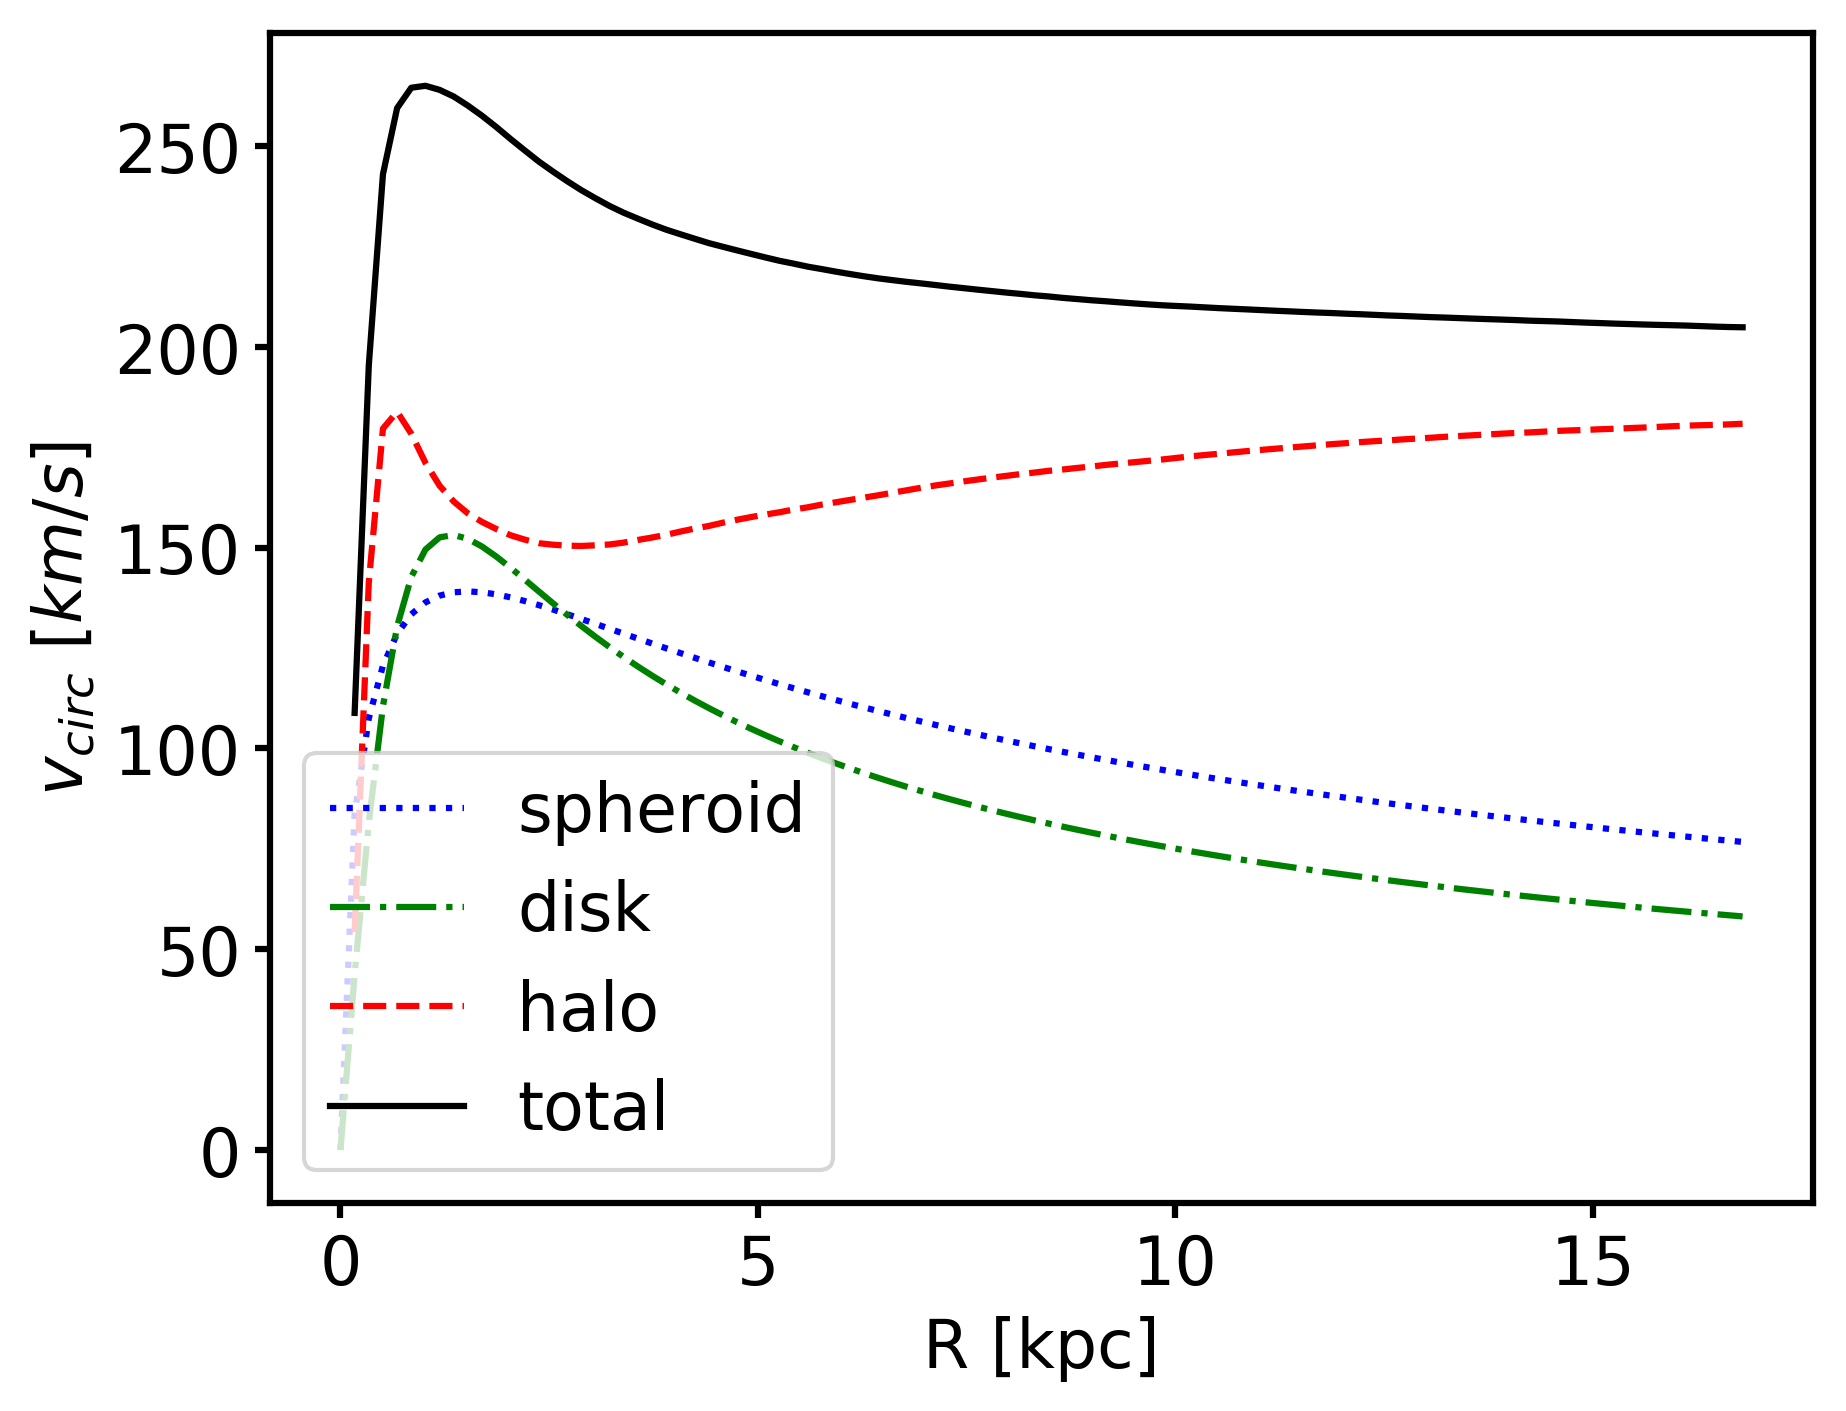 250
200
150
100
50
0
v_circ [km/s]
spheroid
disk
halo
total
0 5 10 15
R [kpc]